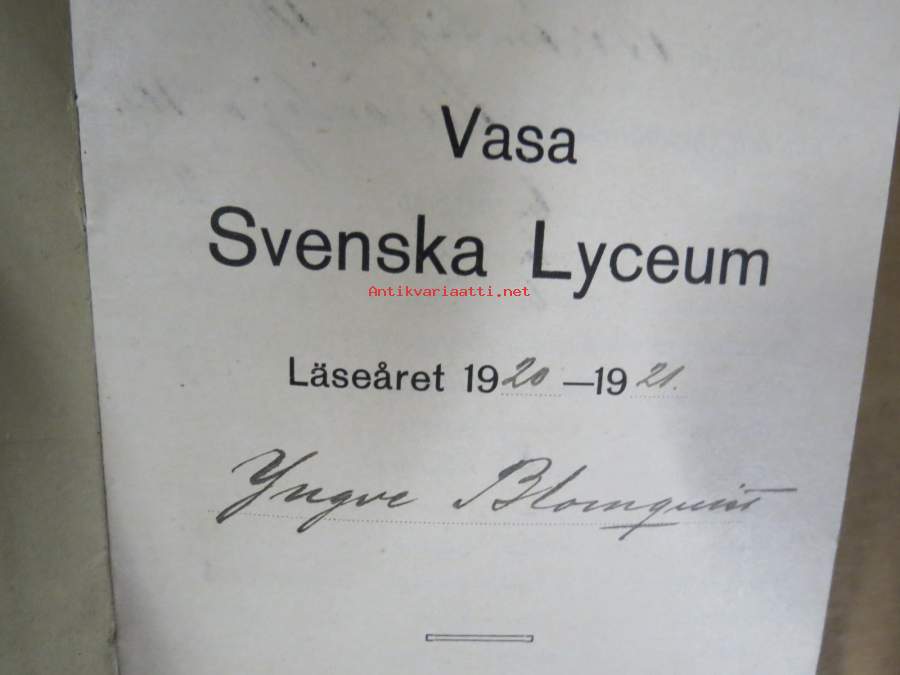 Vasa
Svenska Lyceum
Antikvariaatti.net
Läseåret 1920—1921.
Yngve Blomquist